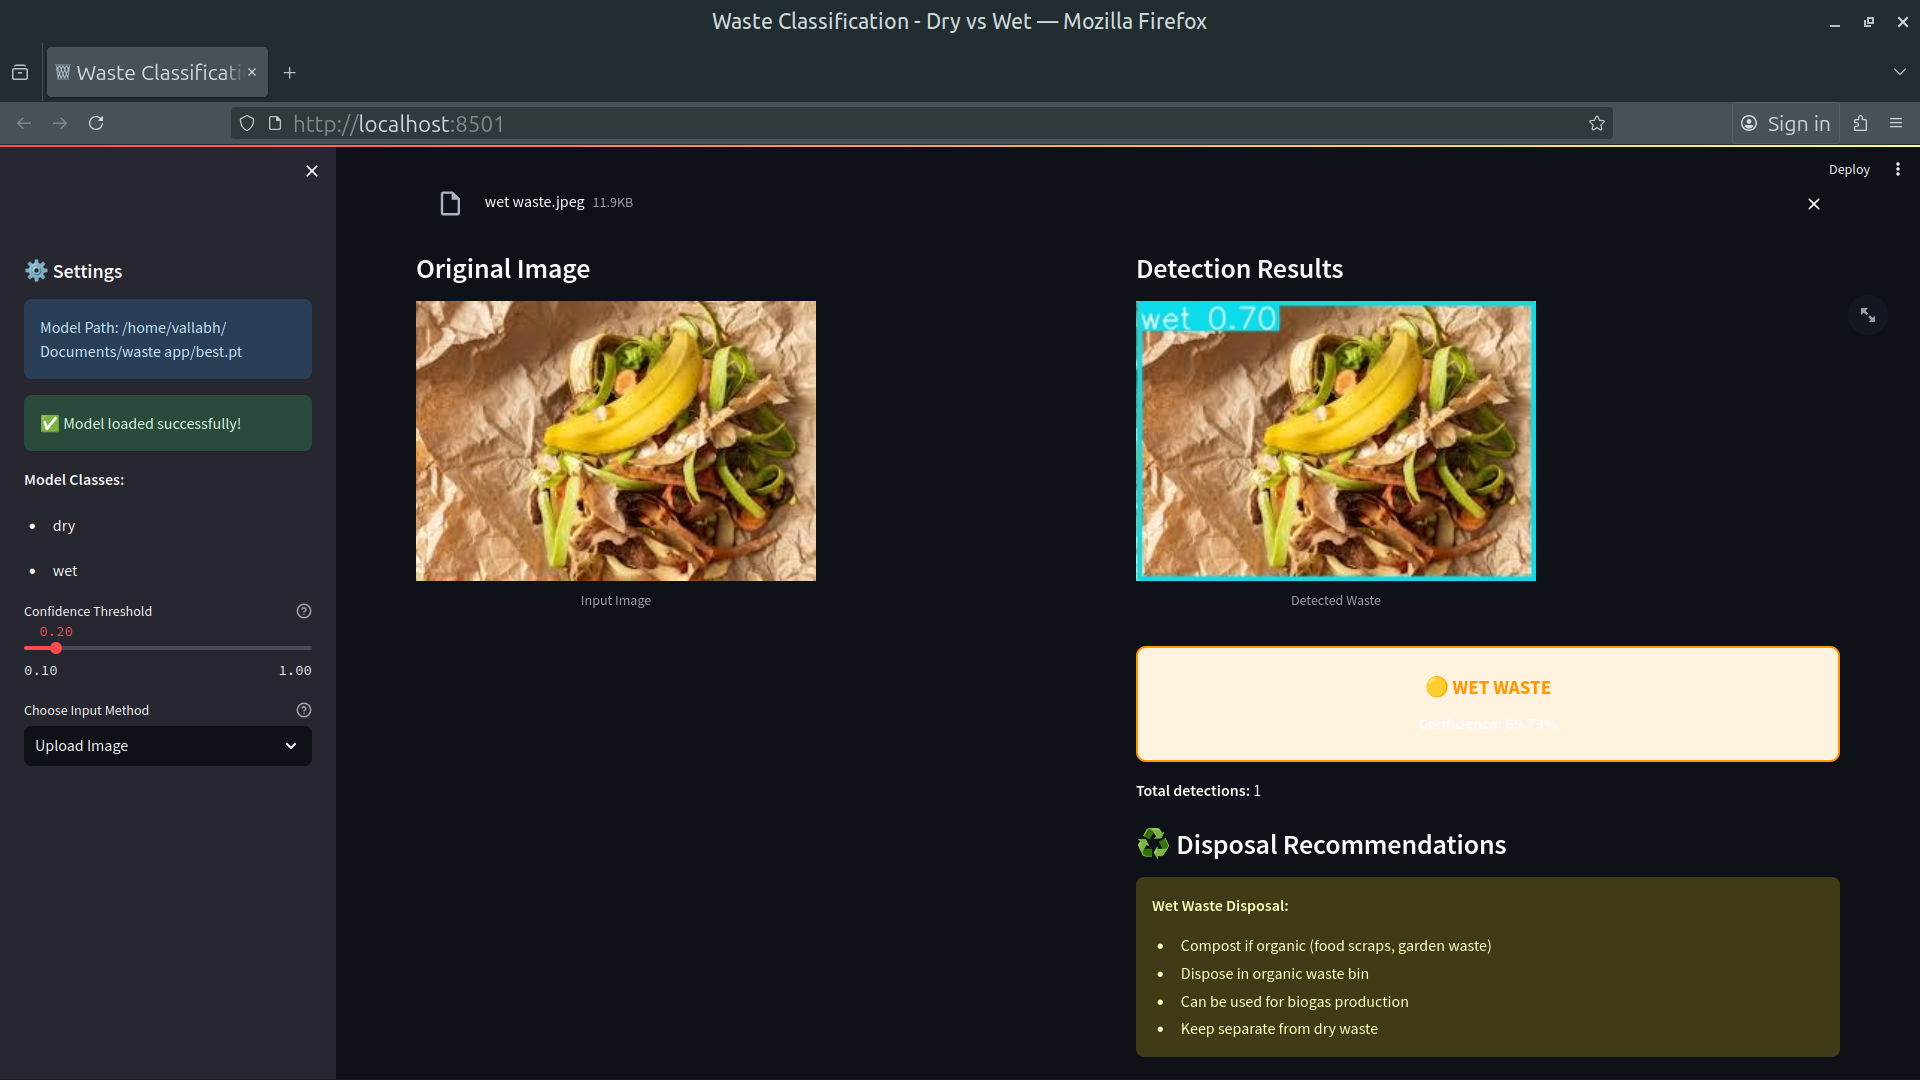 Waste Classification - Dry vs Wet — Mozilla Firefox
Waste Classificati
http://localhost:8501
Sign in
Deploy
wet waste.jpeg 11.9KB
⚙️ Settings
Model Path: /home/vallabh/
Documents/waste app/best.pt
✅ Model loaded successfully!
Model Classes:
• dry
• wet
Confidence Threshold
0.20
0.10 1.00
Choose Input Method
Upload Image
Original Image
Input Image
Detection Results
wet 0.70
Detected Waste
🟡 WET WASTE
Confidence: 69.73%
Total detections: 1
♻️ Disposal Recommendations
Wet Waste Disposal:
• Compost if organic (food scraps, garden waste)
• Dispose in organic waste bin
• Can be used for biogas production
• Keep separate from dry waste